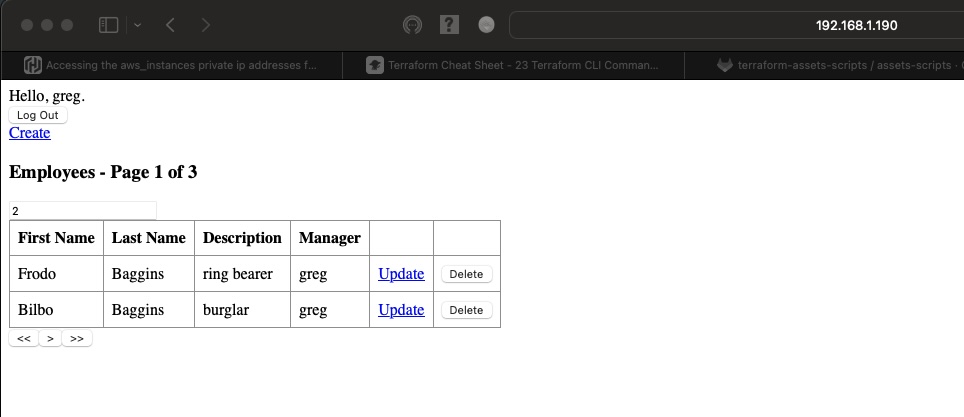 192.168.1.190
Accessing the aws_instances private ip addresses f...
Terraform Cheat Sheet - 23 Terraform CLI Comman...
terraform-assets-scripts / assets-scripts ·
Hello, greg.
Log Out
Create
Employees - Page 1 of 3
2
First Name Last Name Description Manager
Frodo Baggins ring bearer greg Update Delete
Bilbo Baggins burglar greg Update Delete
<< > >>